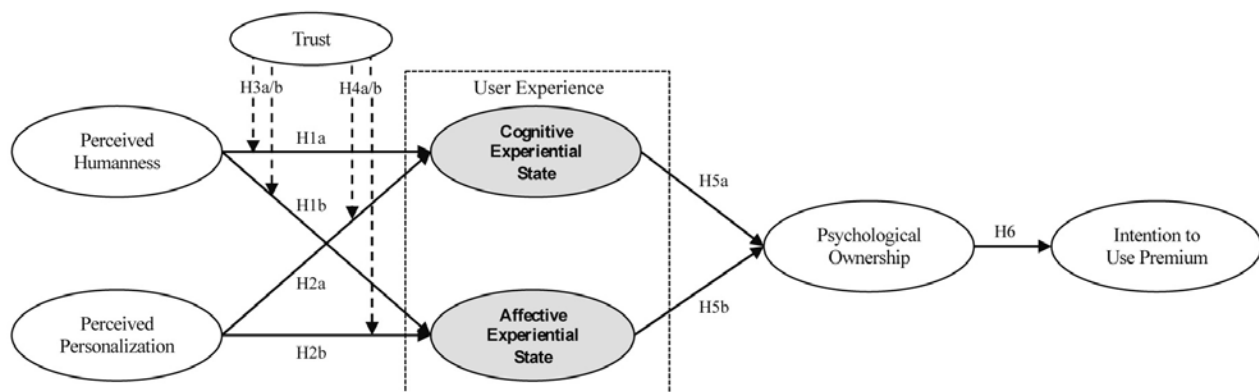 Trust
H3a/b
H4a/b
User Experience
Perceived
Humanness
H1a
Cognitive
Experiential
State
H1b
H5a
Psychological
Ownership
H6
Intention to
Use Premium
H2a
H5b
Perceived
Personalization
H2b
Affective
Experiential
State